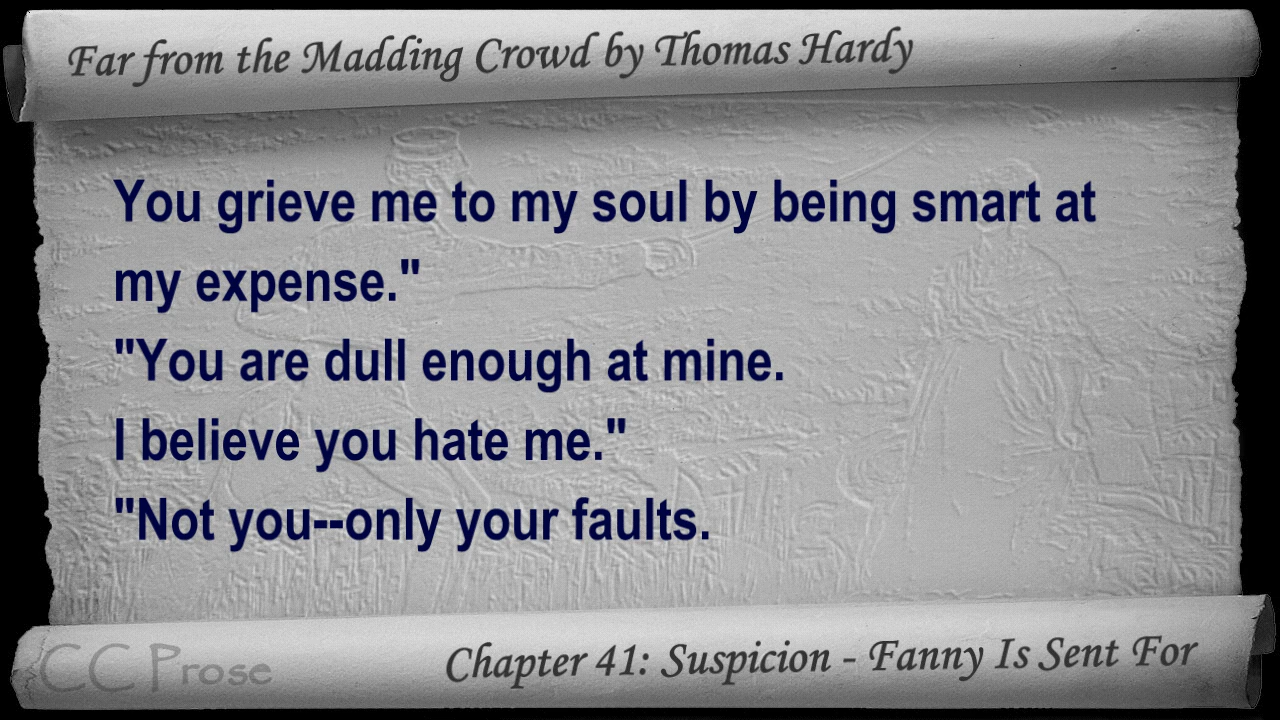 Far from the Madding Crowd by Thomas Hardy
You grieve me to my soul by being smart at
my expense."
"You are dull enough at mine.
I believe you hate me."
"Not you--only your faults.
CC Prose
Chapter 41: Suspicion - Fanny Is Sent For